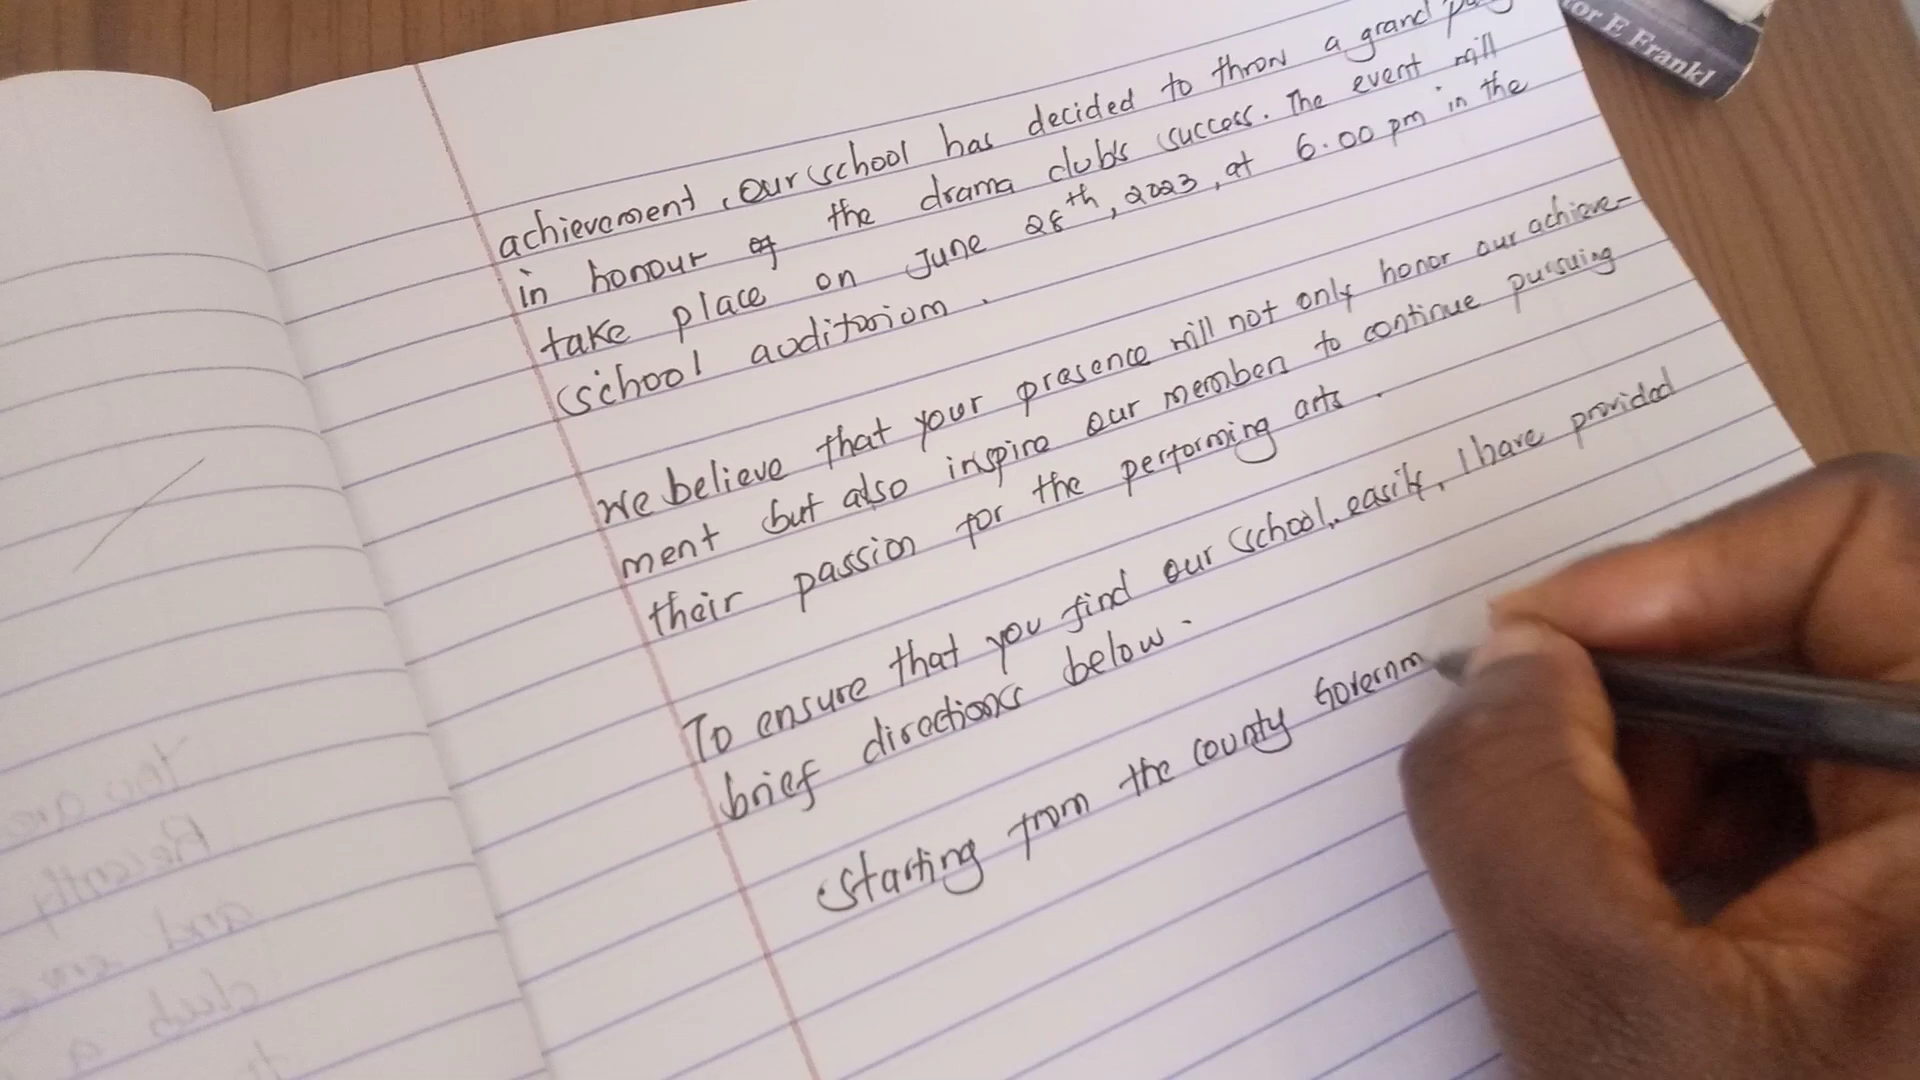 achievement, our school has decided to throw a grand
in honour of the drama club's success. The event will
take place on June 28th, 2023, at 6.00 pm in the
school auditorium.
We believe that your presence will not only honor our achieve-
ment but also inspire our members to continue pursuing
their passion for the performing arts.
To ensure that you find our school, easily, I have provided
brief directions below.
Starting from the county Governm
tor E Frankl